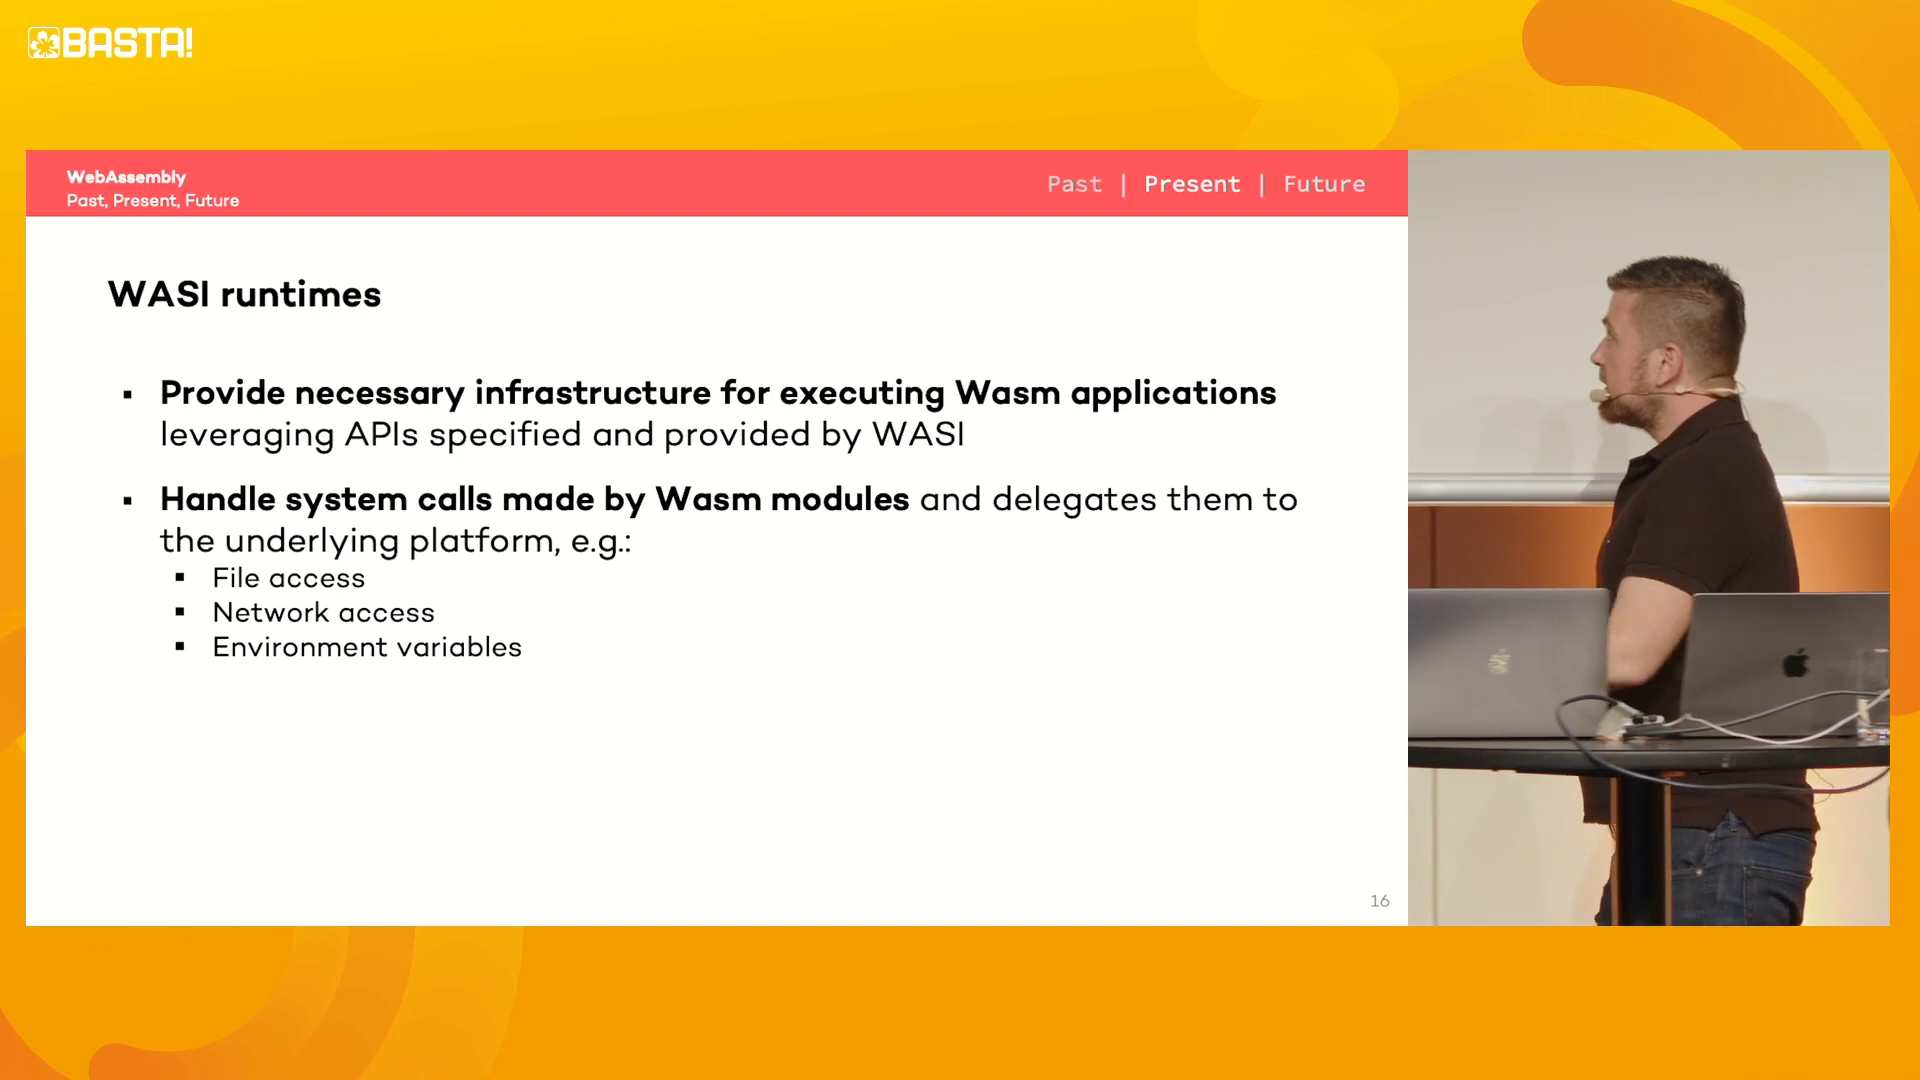 BASTA!
WebAssembly
Past, Present, Future
Past | Present | Future
WASI runtimes
▪ Provide necessary infrastructure for executing Wasm applications
leveraging APIs specified and provided by WASI
▪ Handle system calls made by Wasm modules and delegates them to
the underlying platform, e.g.:
▪ File access
▪ Network access
▪ Environment variables
16